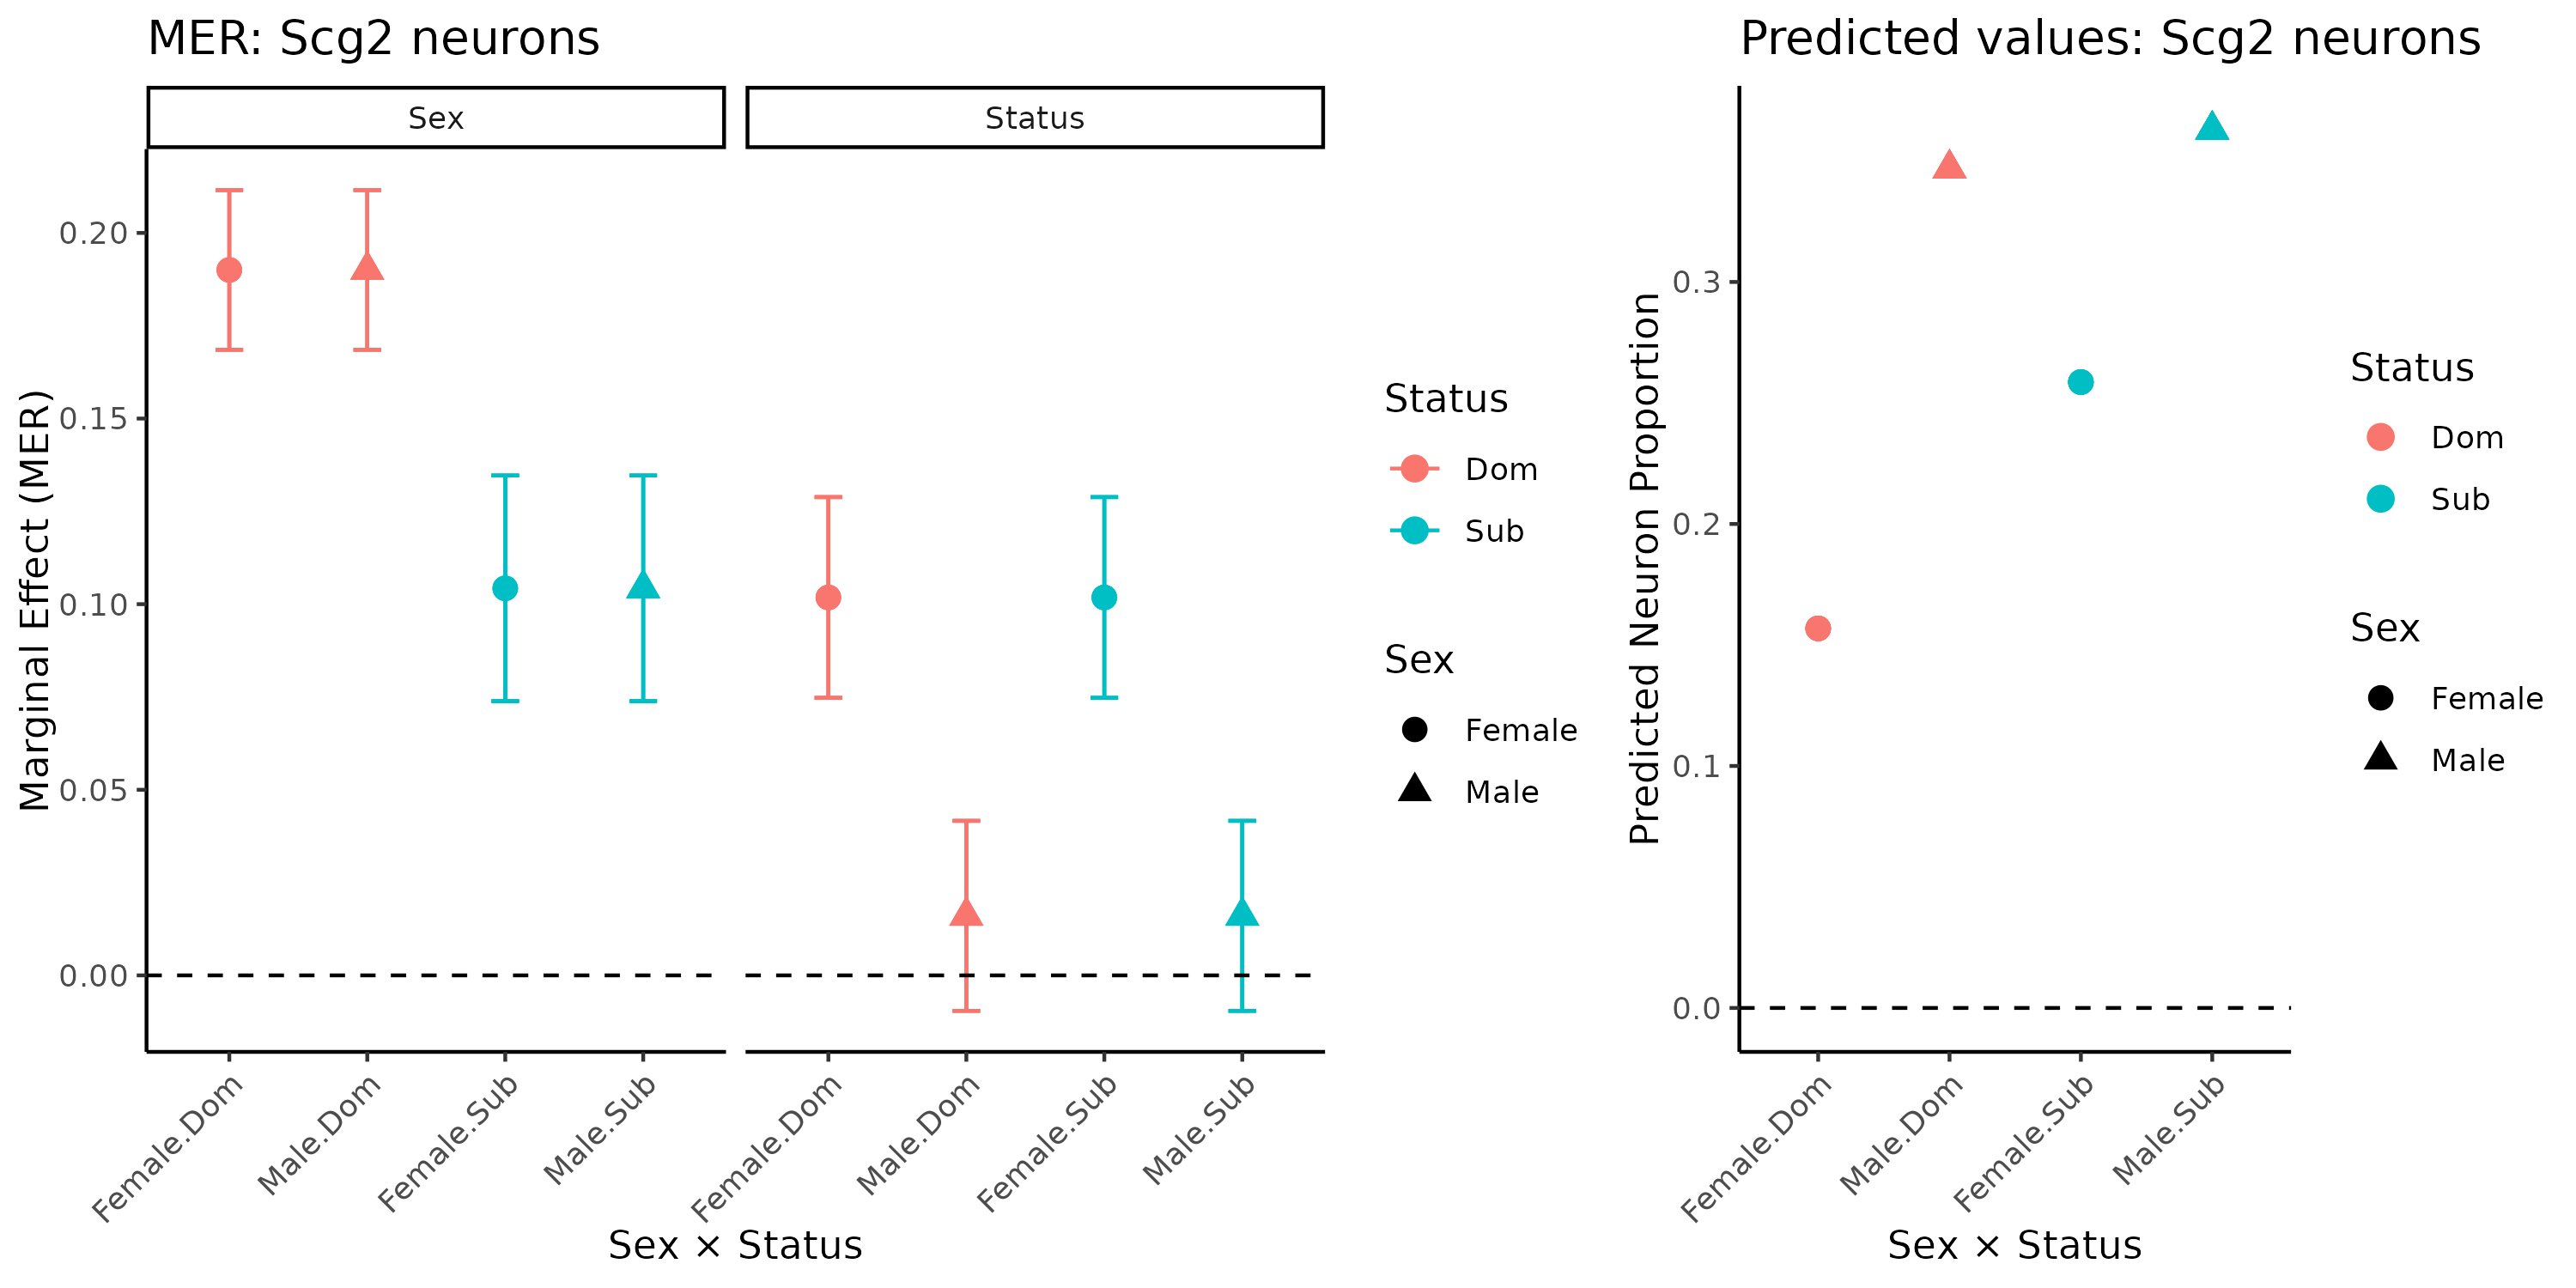 MER: Scg2 neurons
Sex
Status
Marginal Effect (MER)
0.20
0.15
0.10
0.05
0.00
Female.Dom
Male.Dom
Female.Sub
Male.Sub
Female.Dom
Male.Dom
Female.Sub
Male.Sub
Sex × Status
Status
Dom
Sub
Sex
Female
Male
Predicted values: Scg2 neurons
Predicted Neuron Proportion
0.3
0.2
0.1
0.0
Female.Dom
Male.Dom
Female.Sub
Male.Sub
Sex × Status
Status
Dom
Sub
Sex
Female
Male